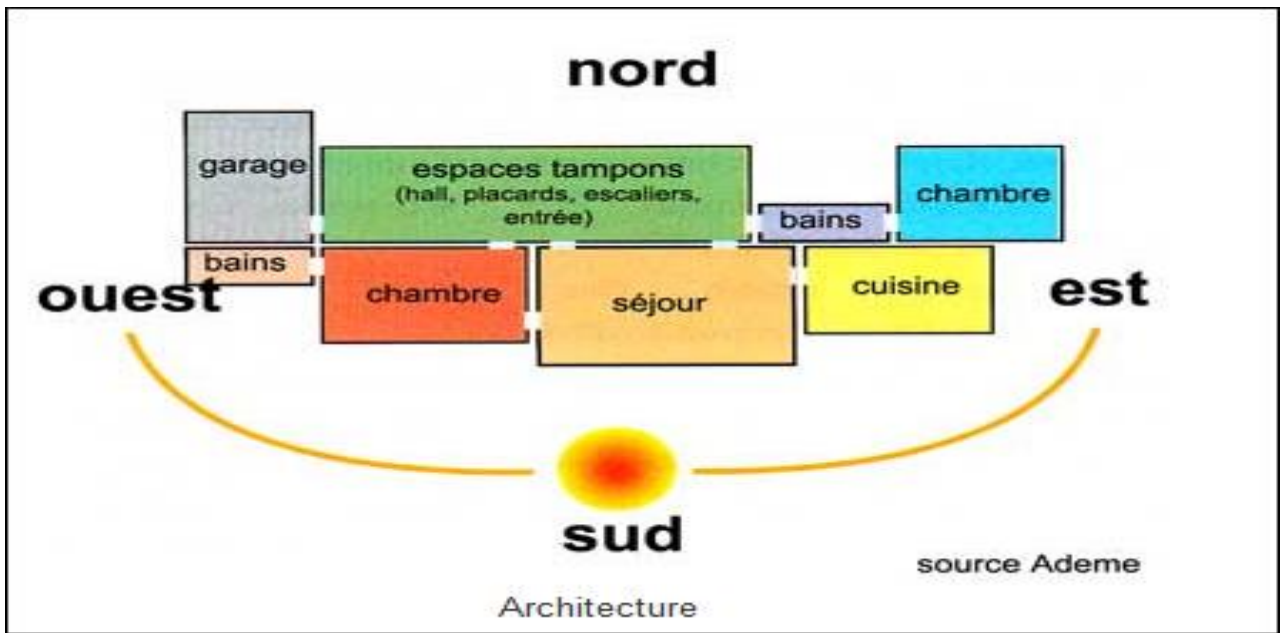 nord
garage
espaces tampons
(hall, placards, escaliers,
entrée)
bains
chambre
bains
ouest
chambre
séjour
cuisine
est
sud
source Ademe
Architecture